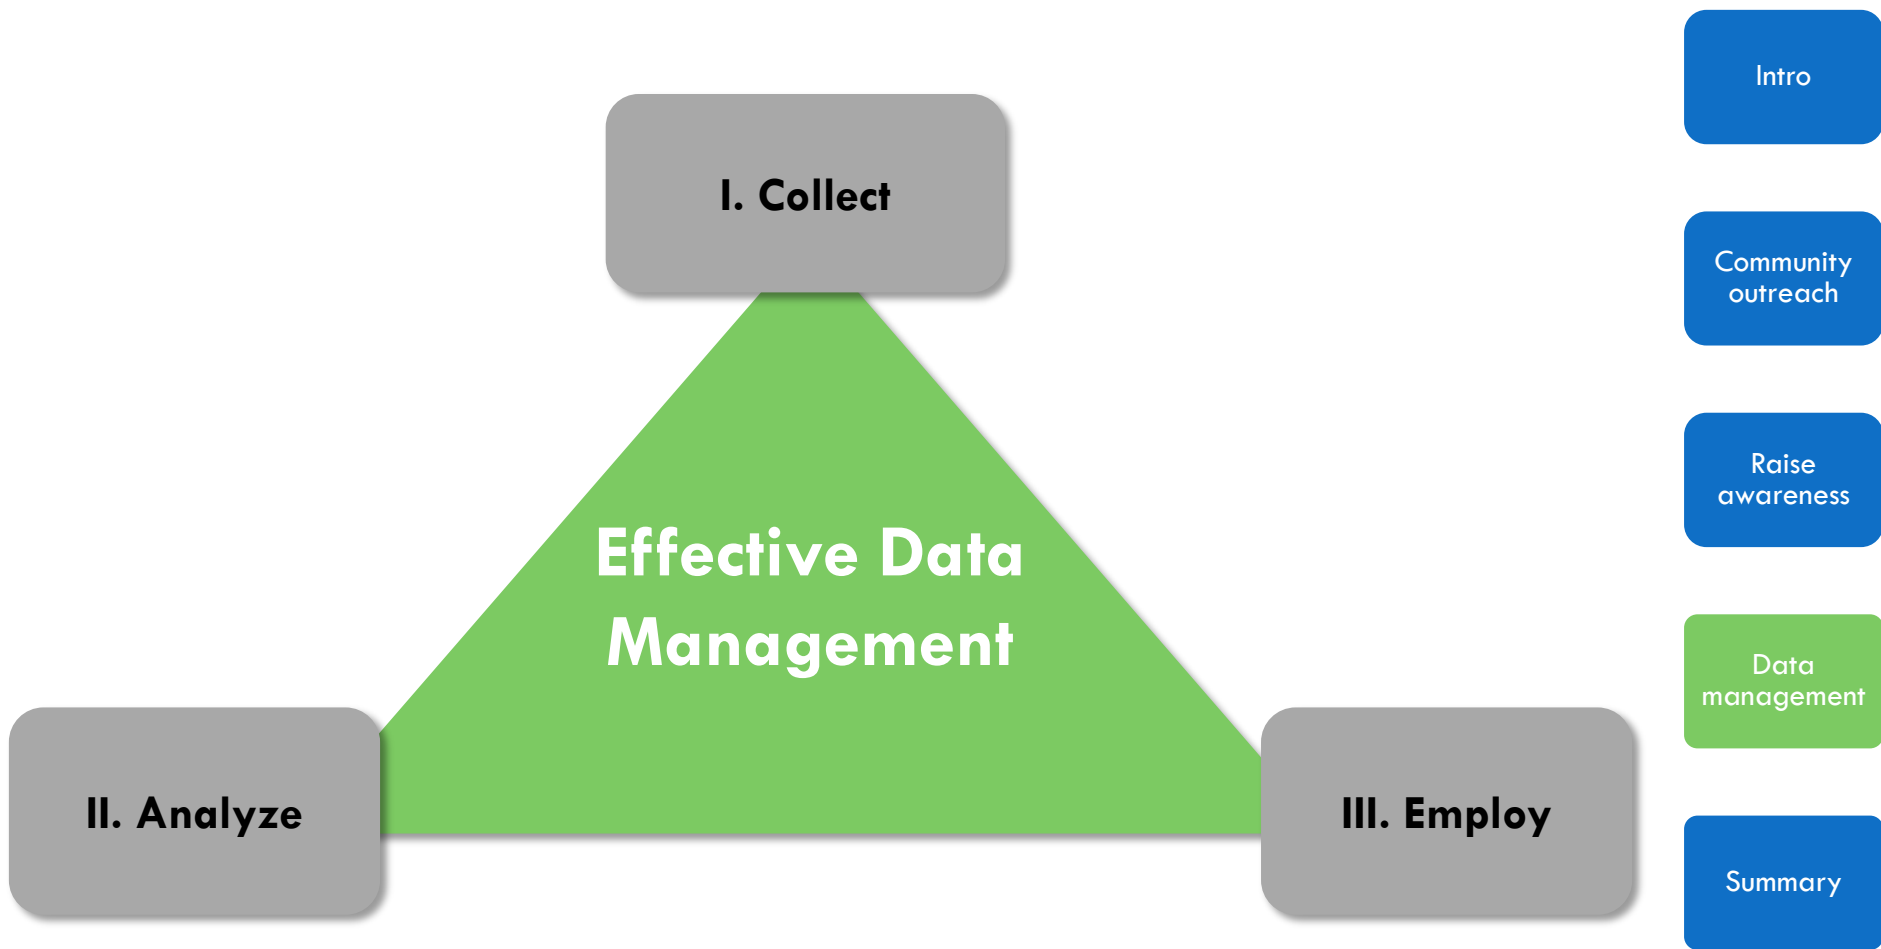 I. Collect
Effective Data
Management
II. Analyze
III. Employ
Intro
Community
outreach
Raise
awareness
Data
management
Summary